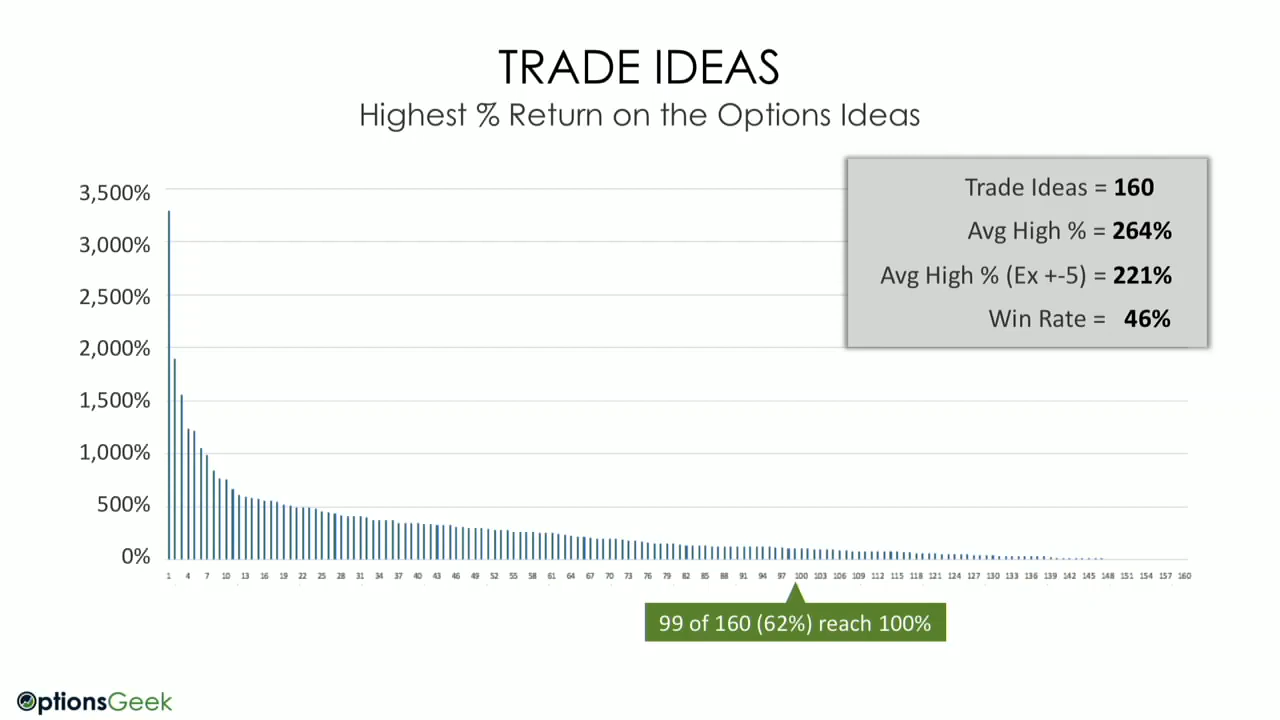 TRADE IDEAS
Highest % Return on the Options Ideas
Trade Ideas = 160
Avg High % = 264%
Avg High % (Ex +-5) = 221%
Win Rate = 46%
3,500%
3,000%
2,500%
2,000%
1,500%
1,000%
500%
0%
1 4 7 10 13 16 19 22 25 28 31 34 37 40 43 46 49 52 55 58 61 64 67 70 73 76 79 82 85 88 91 94 97 100 103 106 109 112 115 118 121 124 127 130 133 136 139 142 145 148 151 154 157 160
99 of 160 (62%) reach 100%
OptionsGeek